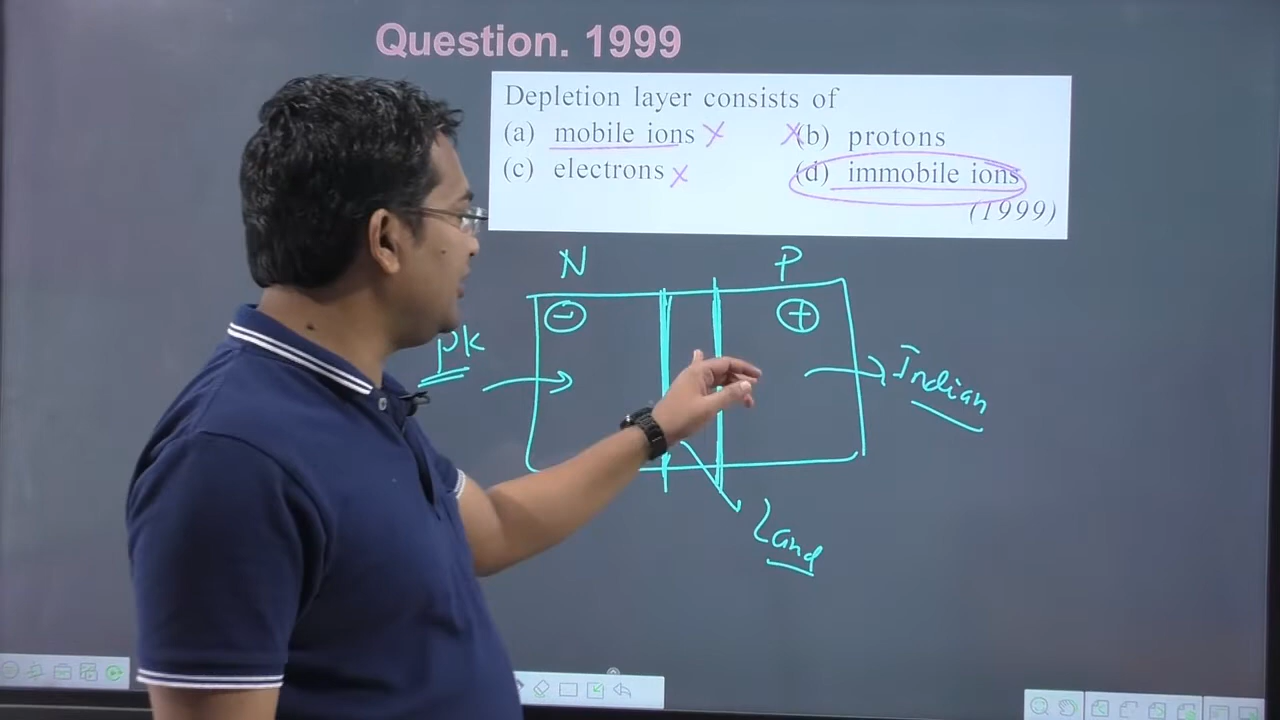 Question. 1999
Depletion layer consists of
(a) mobile ions X X(b) protons
(c) electrons X (d) immobile ions
(1999)
N P
- +
PK
Indian
Land